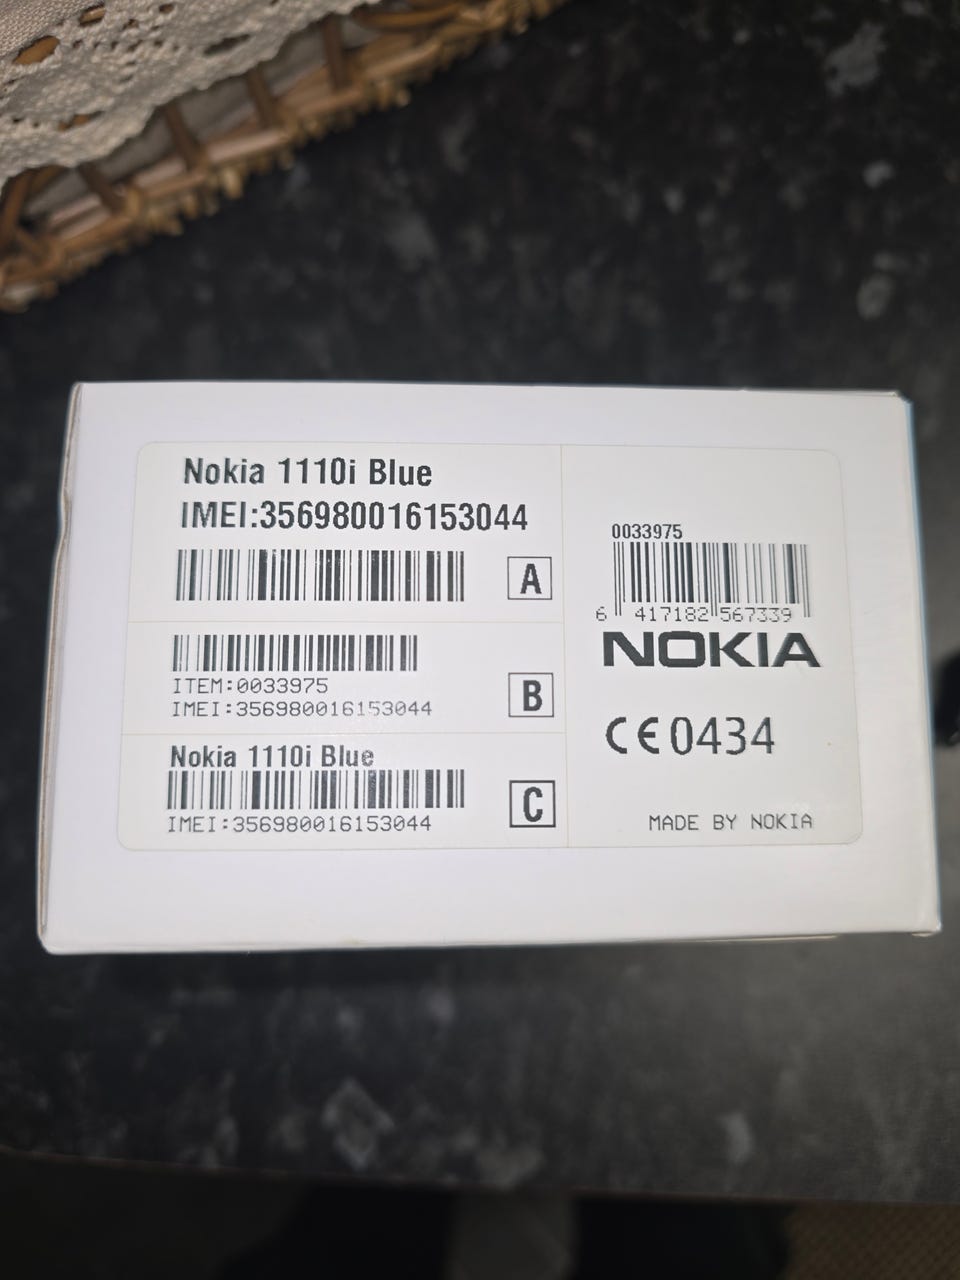 Nokia 1110i Blue
IMEI:356980016153044
A
ITEM:0033975
IMEI:356980016153044
B
Nokia 1110i Blue
IMEI:356980016153044
C
0033975
6 417182 567339
NOKIA
CE0434
MADE BY NOKIA